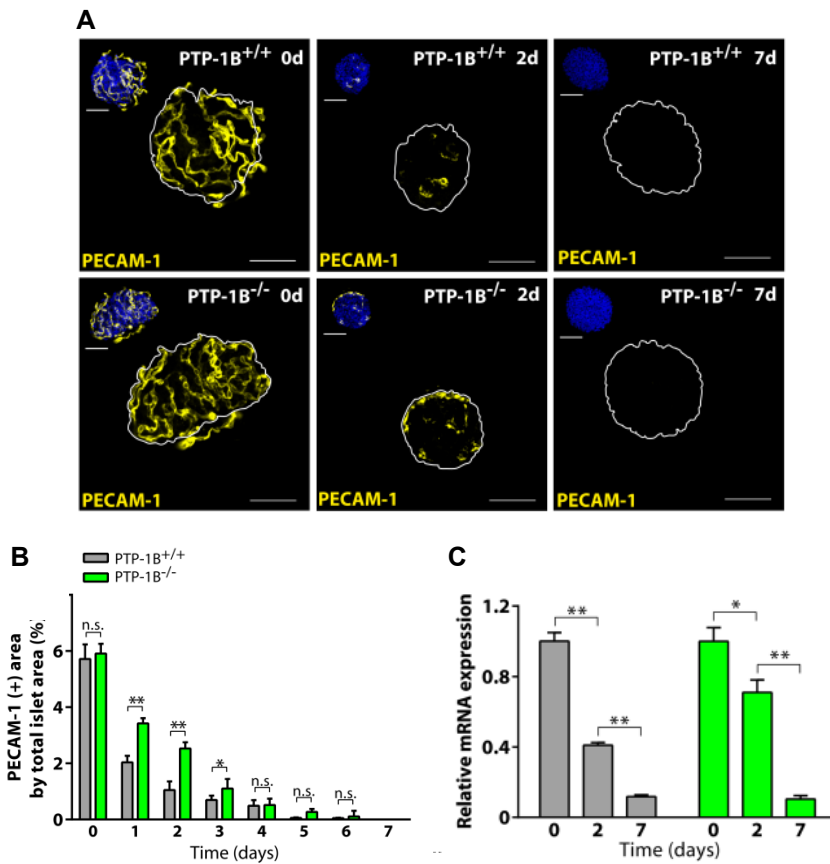 A
PTP-1B+/+ 0d
PECAM-1
PTP-1B+/+ 2d
PECAM-1
PTP-1B+/+ 7d
PECAM-1
PTP-1B-/- 0d
PECAM-1
PTP-1B-/- 2d
PECAM-1
PTP-1B-/- 7d
PECAM-1
B
PTP-1B+/+
PTP-1B-/-
PECAM-1 (+) area
by total islet area (%)
6
4
2
0
n.s.
**
**
*
n.s.
n.s.
n.s.
0 1 2 3 4 5 6 7
Time (days)
C
Relative mRNA expression
1.2
0.8
0.4
0
**
**
*
**
0 2 7 0 2 7
Time (days)